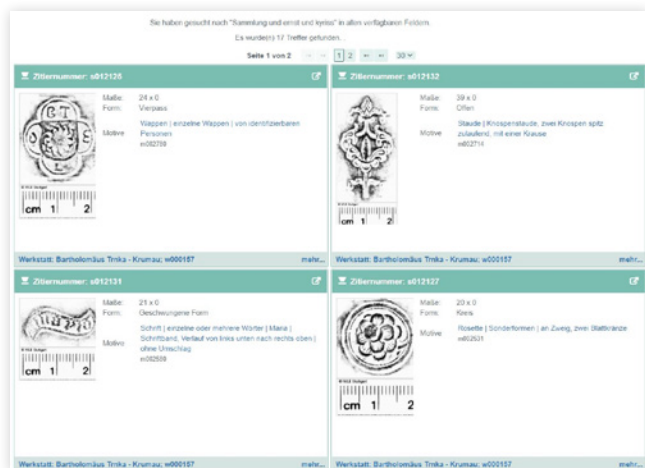 Sie haben gesucht nach "Sammlung und ernst und kyriss" in allen verfügbaren Feldern.
Es wurde(n) 17 Treffer gefunden...
Seite 1 von 2 1 2 30
Zitiernummer: s012126
Maße: 24 x 0
Form: Vierpass
Motive Wappen | einzelne Wappen | von identifizierbaren
Personen
cm 1 2
Werkstatt: Bartholomäus Trnka - Krumau; w000157 mehr...
Zitiernummer: s012132
Maße: 39 x 0
Form: Offen
Motive Staude | Knospenstaude, zwei Knospen spitz
zulaufend, mit einer Krause
m002714
cm 1 2
Werkstatt: Bartholomäus Trnka - Krumau; w000157 mehr...
Zitiernummer: s012131
Maße: 21 x 0
Form: Geschwungene Form
Motive Schrift | einzelne oder mehrere Wörter | Maria |
Schriftband, Verlauf von links unten nach rechts oben |
ohne Umschlag
cm 1 2
Werkstatt: Bartholomäus Trnka - Krumau; w000157 mehr...
Zitiernummer: s012127
Maße: 20 x 0
Form: Kreis
Motive Rosette | Sonderformen | an Zweig, zwei Blattkränze
m002631
cm 1 2
Werkstatt: Bartholomäus Trnka - Krumau; w000157 mehr...